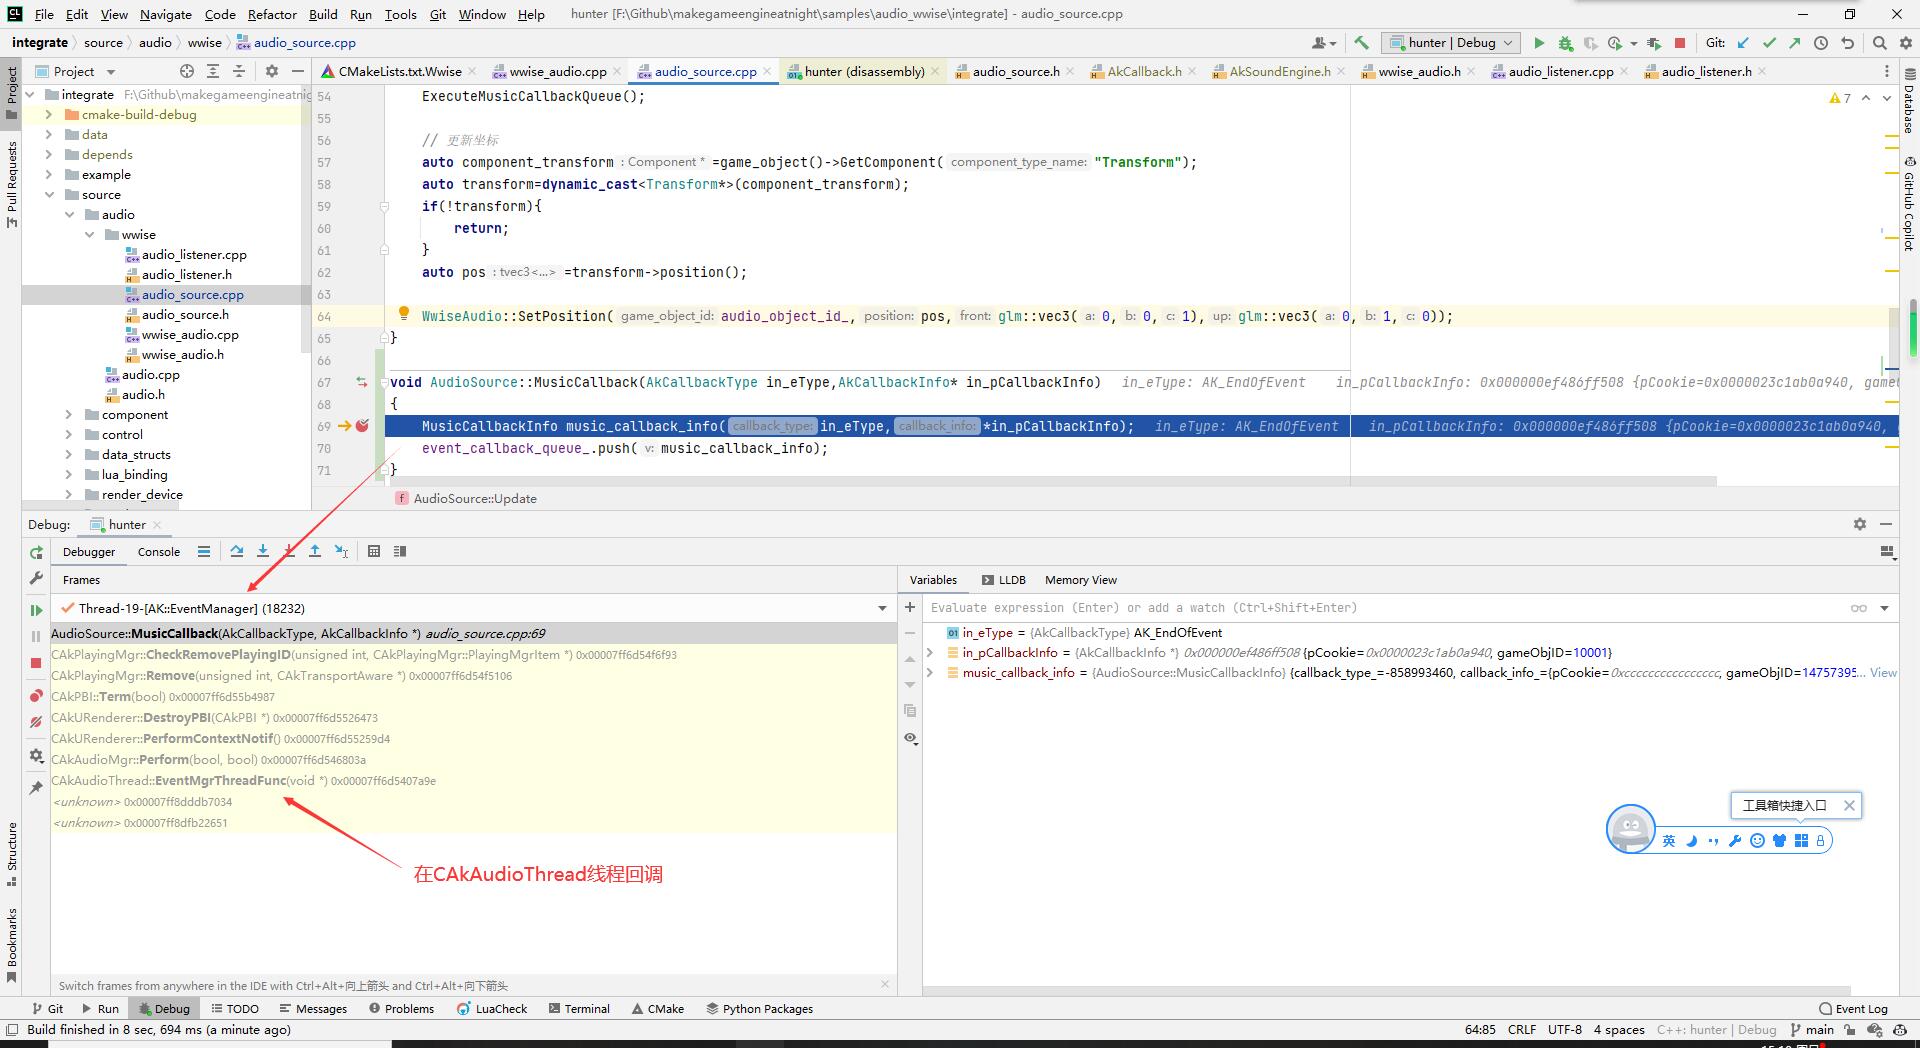 File Edit View Navigate Code Refactor Build Run Tools Git Window Help hunter [F:\Github\makegameengineatnight\samples\audio_wwise\integrate] - audio_source.cpp
integrate source audio wwise audio_source.cpp hunter | Debug Git:
Project CMakeLists.txt.Wwise wwise_audio.cpp audio_source.cpp hunter (disassembly) audio_source.h AkCallback.h AkSoundEngine.h wwise_audio.h audio_listener.cpp audio_listener.h
integrate F:\Github\makegameengineatnig
cmake-build-debug
data
depends
example
source
audio
wwise
audio_listener.cpp
audio_listener.h
audio_source.cpp
audio_source.h
wwise_audio.cpp
wwise_audio.h
audio.cpp
audio.h
component
control
data_structs
lua_binding
render_device
Project
Pull Requests
Structure
Bookmarks
Database
GitHub Copilot
7
54 ExecuteMusicCallbackQueue();
55
56 // 更新坐标
57 auto component_transform : Component * =game_object()->GetComponent( component_type_name: "Transform");
58 auto transform=dynamic_cast<Transform*>(component_transform);
59 if(!transform){
60 return;
61 }
62 auto pos : tvec3<...> =transform->position();
63
64 WwiseAudio::SetPosition( game_object_id: audio_object_id_, position: pos, front: glm::vec3( a: 0, b: 0, c: 1), up: glm::vec3( a: 0, b: 1, c: 0));
65 }
66
67 void AudioSource::MusicCallback(AkCallbackType in_eType,AkCallbackInfo* in_pCallbackInfo) in_eType: AK_EndOfEvent in_pCallbackInfo: 0x000000ef486ff508 {pCookie=0x0000023c1ab0a940, game
68 {
69 MusicCallbackInfo music_callback_info( callback_type: in_eType, callback_info: *in_pCallbackInfo); in_eType: AK_EndOfEvent in_pCallbackInfo: 0x000000ef486ff508 {pCookie=0x0000023c1ab0a940,
70 event_callback_queue_.push( v: music_callback_info);
71 }
f AudioSource::Update
Debug: hunter
Debugger Console
Frames
Thread-19-[AK::EventManager] (18232)
AudioSource::MusicCallback(AkCallbackType, AkCallbackInfo *) audio_source.cpp:69
CAkPlayingMgr::CheckRemovePlayingID(unsigned int, CAkPlayingMgr::PlayingMgrItem *) 0x00007ff6d54f6f93
CAkPlayingMgr::Remove(unsigned int, CAkTransportAware *) 0x00007ff6d54f5106
CAkPBI::Term(bool) 0x00007ff6d55b4987
CAkURenderer::DestroyPBI(CAkPBI *) 0x00007ff6d5526473
CAkURenderer::PerformContextNotif() 0x00007ff6d55259d4
CAkAudioMgr::Perform(bool, bool) 0x00007ff6d546803a
CAkAudioThread::EventMgrThreadFunc(void *) 0x00007ff6d5407a9e
<unknown> 0x00007ff8dddb7034
<unknown> 0x00007ff8dfb22651
在CAkAudioThread线程回调
Switch frames from anywhere in the IDE with Ctrl+Alt+向上箭头 and Ctrl+Alt+向下箭头
Variables LLDB Memory View
Evaluate expression (Enter) or add a watch (Ctrl+Shift+Enter)
in_eType = {AkCallbackType} AK_EndOfEvent
in_pCallbackInfo = {AkCallbackInfo *} 0x000000ef486ff508 {pCookie=0x0000023c1ab0a940, gameObjID=10001}
music_callback_info = {AudioSource::MusicCallbackInfo} {callback_type_=-858993460, callback_info_={pCookie=0xcccccccccccccccc, gameObjID=14757395... View
工具箱快捷入口
英
Git Run Debug TODO Messages Problems LuaCheck Terminal CMake Python Packages Event Log
Build finished in 8 sec, 694 ms (a minute ago) 64:85 CRLF UTF-8 4 spaces C++: hunter | Debug main